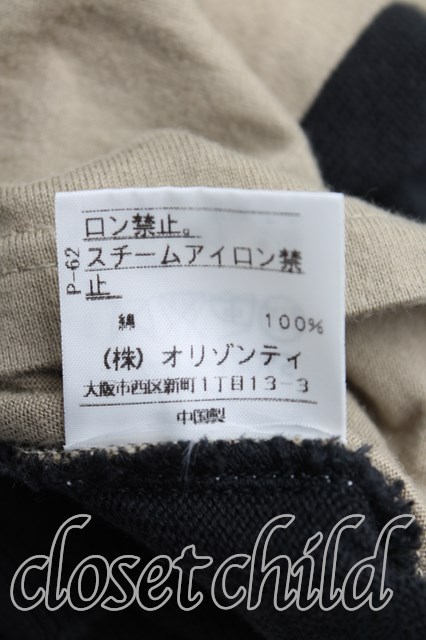 ロン禁止。
スチームアイロン禁
止
P-62
綿 100%
(株) オリゾンティ
大阪市西区新町1丁目13-3
中国製
closet child